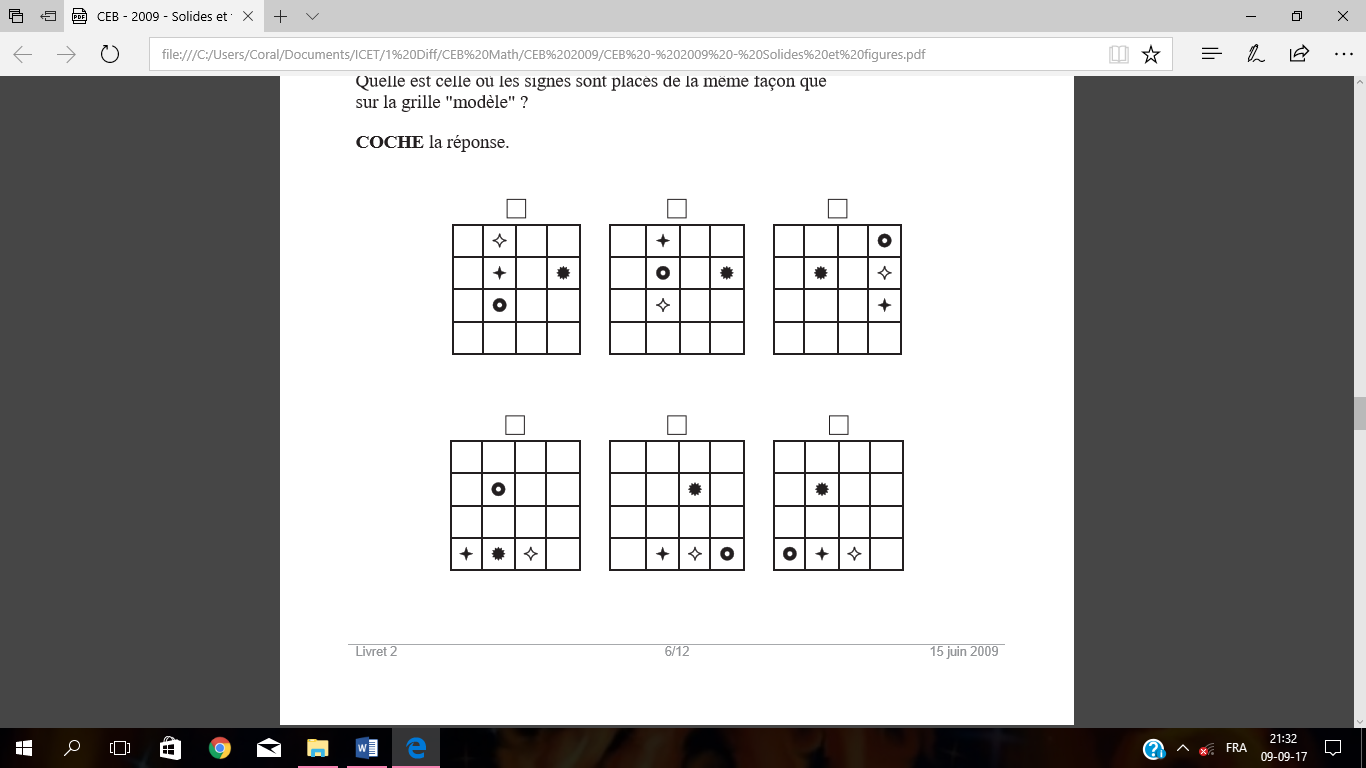 CEB - 2009 - Solides et
file:///C:/Users/Coral/Documents/ICET/1%20Diff/CEB%20Math/CEB%202009/CEB%20-%202009%20-%20Solides%20et%20figures.pdf
Quelle est celle où les signes sont placés de la même façon que
sur la grille "modèle" ?
COCHE la réponse.
Livret 2 6/12 15 juin 2009
FRA
21:32
09-09-17